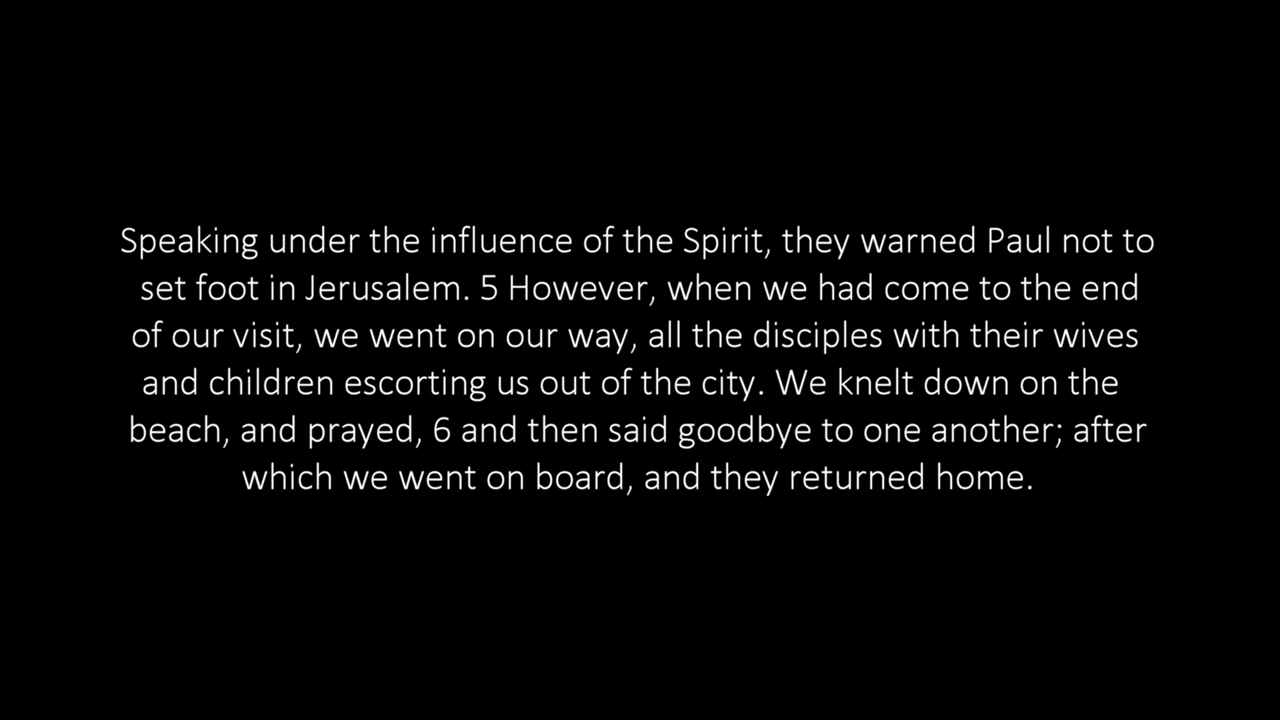 Speaking under the influence of the Spirit, they warned Paul not to
set foot in Jerusalem. 5 However, when we had come to the end
of our visit, we went on our way, all the disciples with their wives
and children escorting us out of the city. We knelt down on the
beach, and prayed, 6 and then said goodbye to one another; after
which we went on board, and they returned home.